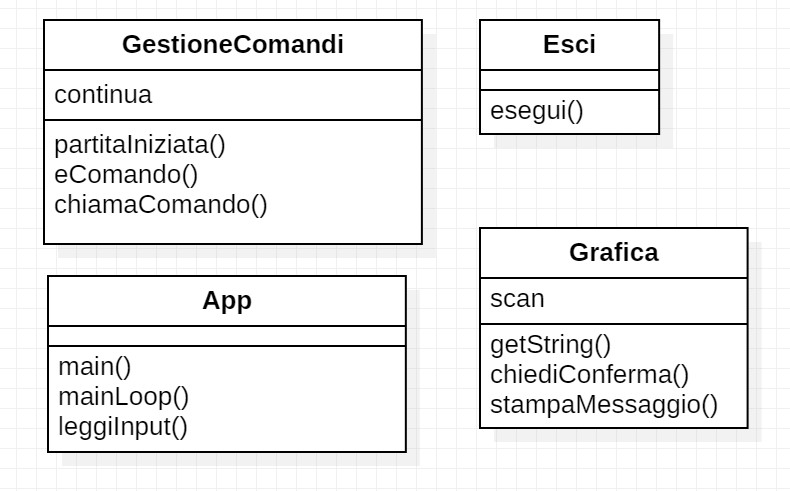 GestioneComandi
continua
partitaIniziata()
eComando()
chiamaComando()
Esci
esegui()
App
main()
mainLoop()
leggiInput()
Grafica
scan
getString()
chiediConferma()
stampaMessaggio()